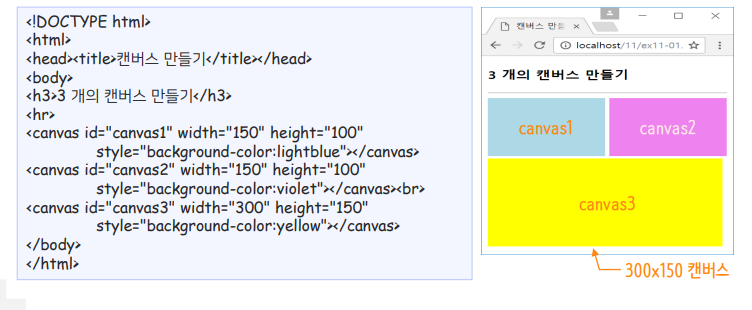 <!DOCTYPE html>
<html>
<head><title>캔버스 만들기</title></head>
<body>
<h3>3 개의 캔버스 만들기</h3>
<hr>
<canvas id="canvas1" width="150" height="100"
style="background-color:lightblue"></canvas>
<canvas id="canvas2" width="150" height="100"
style="background-color:violet"></canvas><br>
<canvas id="canvas3" width="300" height="150"
style="background-color:yellow"></canvas>
</body>
</html>
캔버스 만들
localhost/11/ex11-01.
3 개의 캔버스 만들기
canvas1
canvas2
canvas3
300x150 캔버스